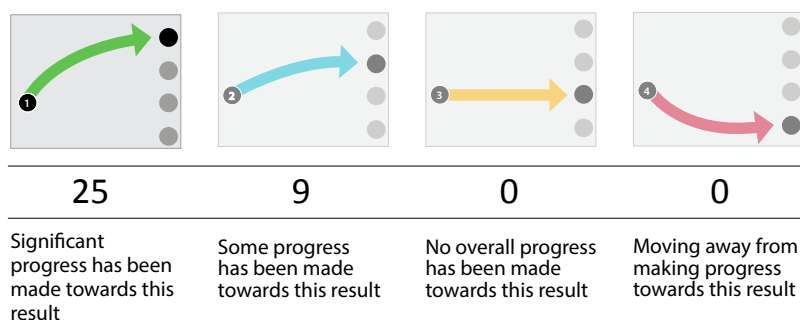 1
2
3
4
25
9
0
0
Significant
progress has been
made towards this
result
Some progress
has been made
towards this result
No overall progress
has been made
towards this result
Moving away from
making progress
towards this result